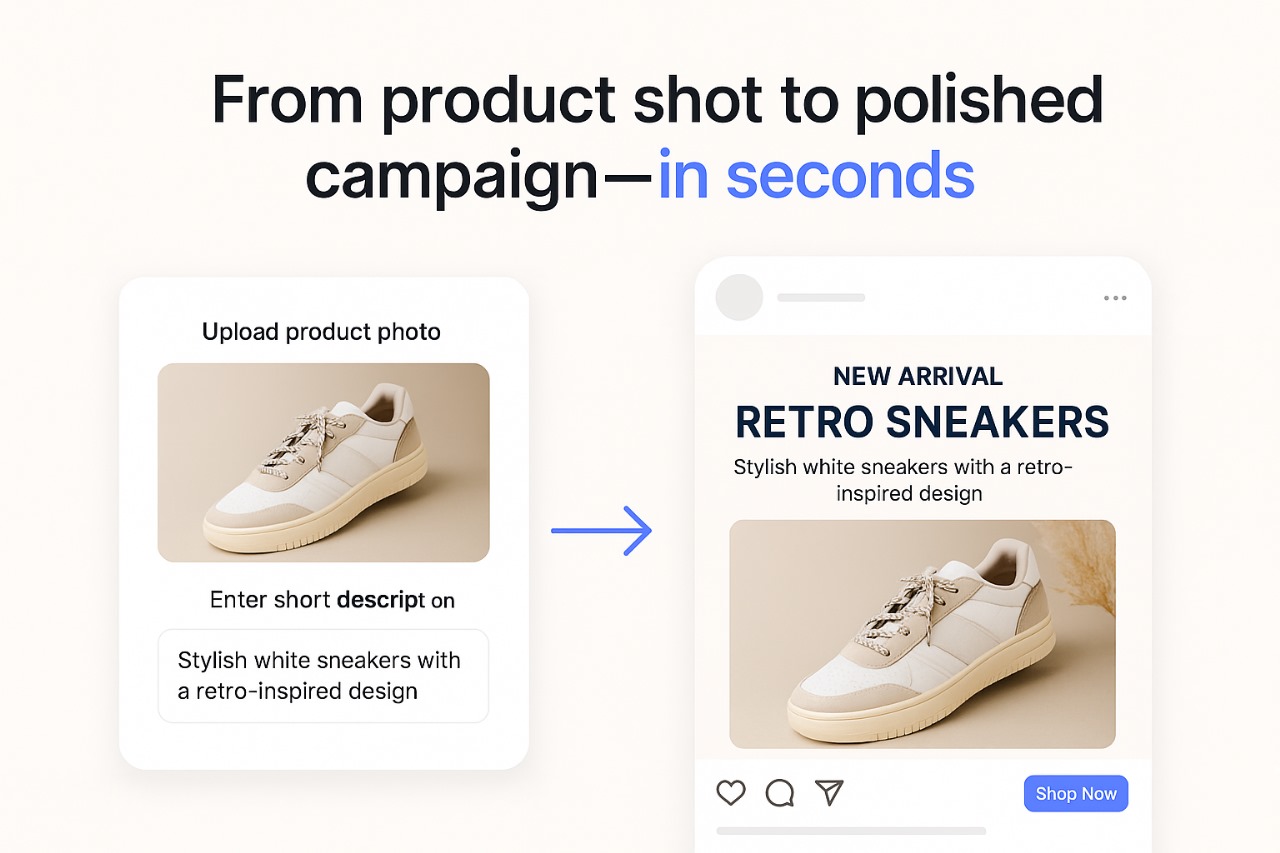 From product shot to polished
campaign—in seconds
Upload product photo
Enter short descript on
Stylish white sneakers with
a retro-inspired design
NEW ARRIVAL
RETRO SNEAKERS
Stylish white sneakers with a retro-
inspired design
Shop Now